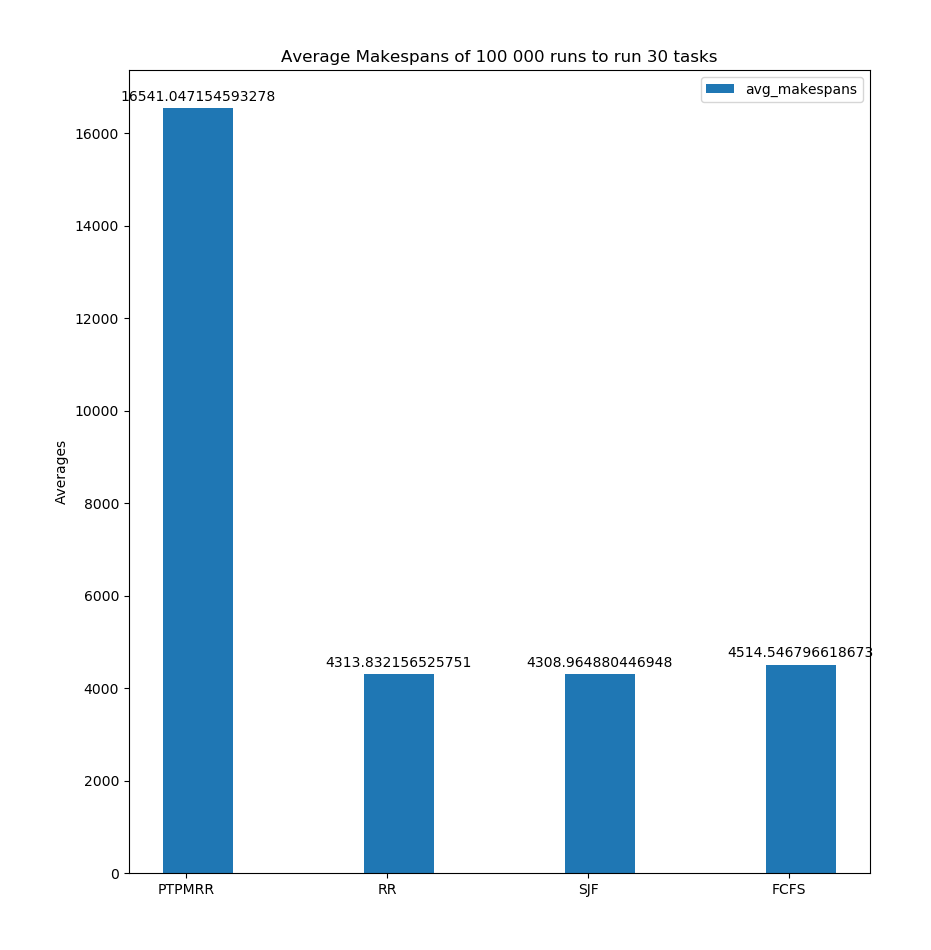 Average Makespans of 100 000 runs to run 30 tasks
avg_makespans
16541.047154593278
4313.832156525751
4308.964880446948
4514.546796618673
Averages
16000
14000
12000
10000
8000
6000
4000
2000
0
PTPMRR
RR
SJF
FCFS